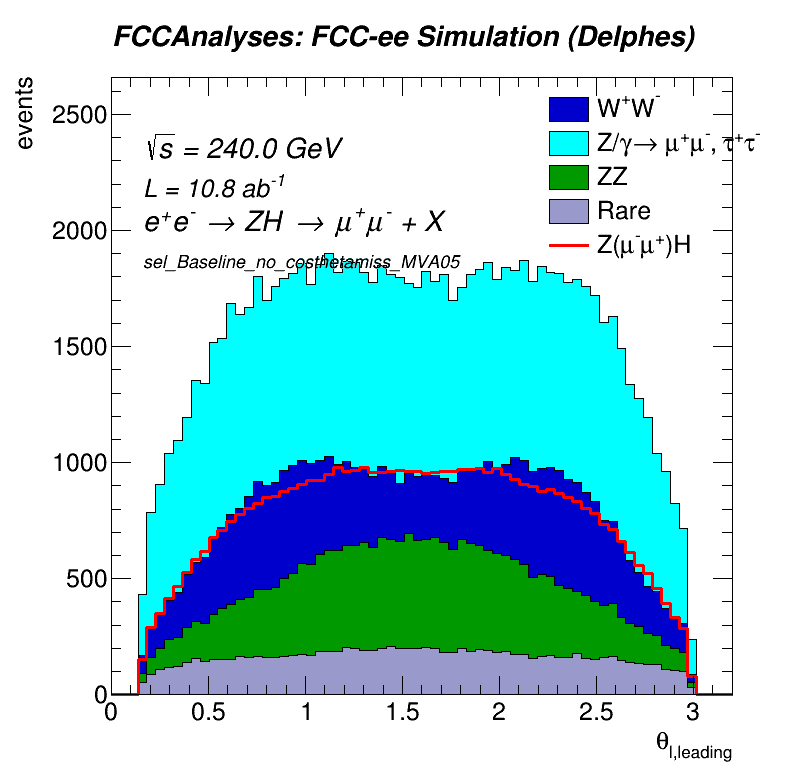 FCCAnalyses: FCC-ee Simulation (Delphes)
events
√s = 240.0 GeV
L = 10.8 ab⁻¹
e⁺e⁻ → ZH → μ⁺μ⁻ + X
sel_Baseline_no_costhetamiss_MVA05
W⁺W⁻
Z/γ→ μ⁺μ⁻, τ⁺τ⁻
ZZ
Rare
Z(μ⁻μ⁺)H
2500
2000
1500
1000
500
0
0 0.5 1 1.5 2 2.5 3
θl,leading